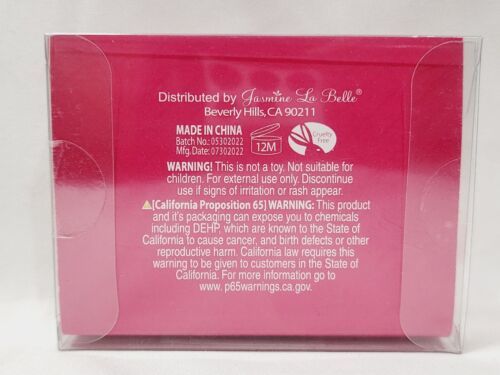 Distributed by Jasmine La Belle®
Beverly Hills, CA 90211
MADE IN CHINA
Batch No.: 05302022
Mfg. Date: 07302022
12M
Cruelty
Free
WARNING! This is not a toy. Not suitable for
children. For external use only. Discontinue
use if signs of irritation or rash appear.
⚠[California Proposition 65] WARNING: This product
and it's packaging can expose you to chemicals
including DEHP, which are known to the State of
California to cause cancer, and birth defects or other
reproductive harm. California law requires this
warning to be given to customers in the State of
California. For more information go to
www. p65warnings.ca.gov.